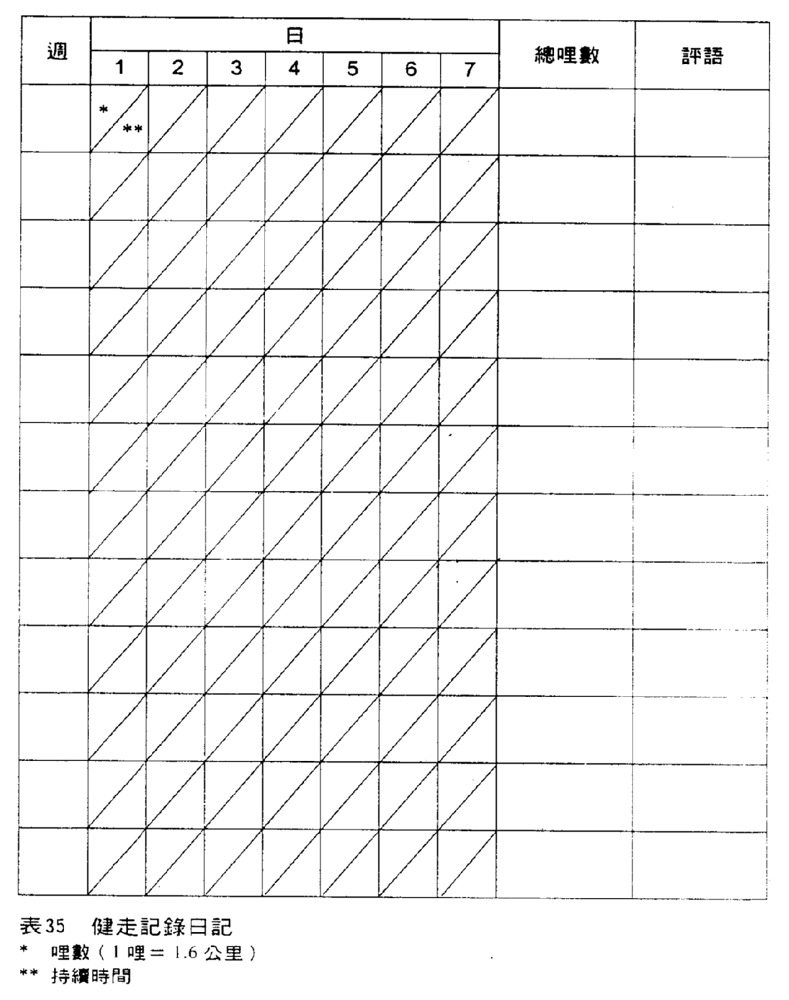 週 日 總哩數 評語
1 2 3 4 5 6 7
*
**
表35 健走記錄日記
* 哩數（1哩＝1.6公里）
** 持續時間